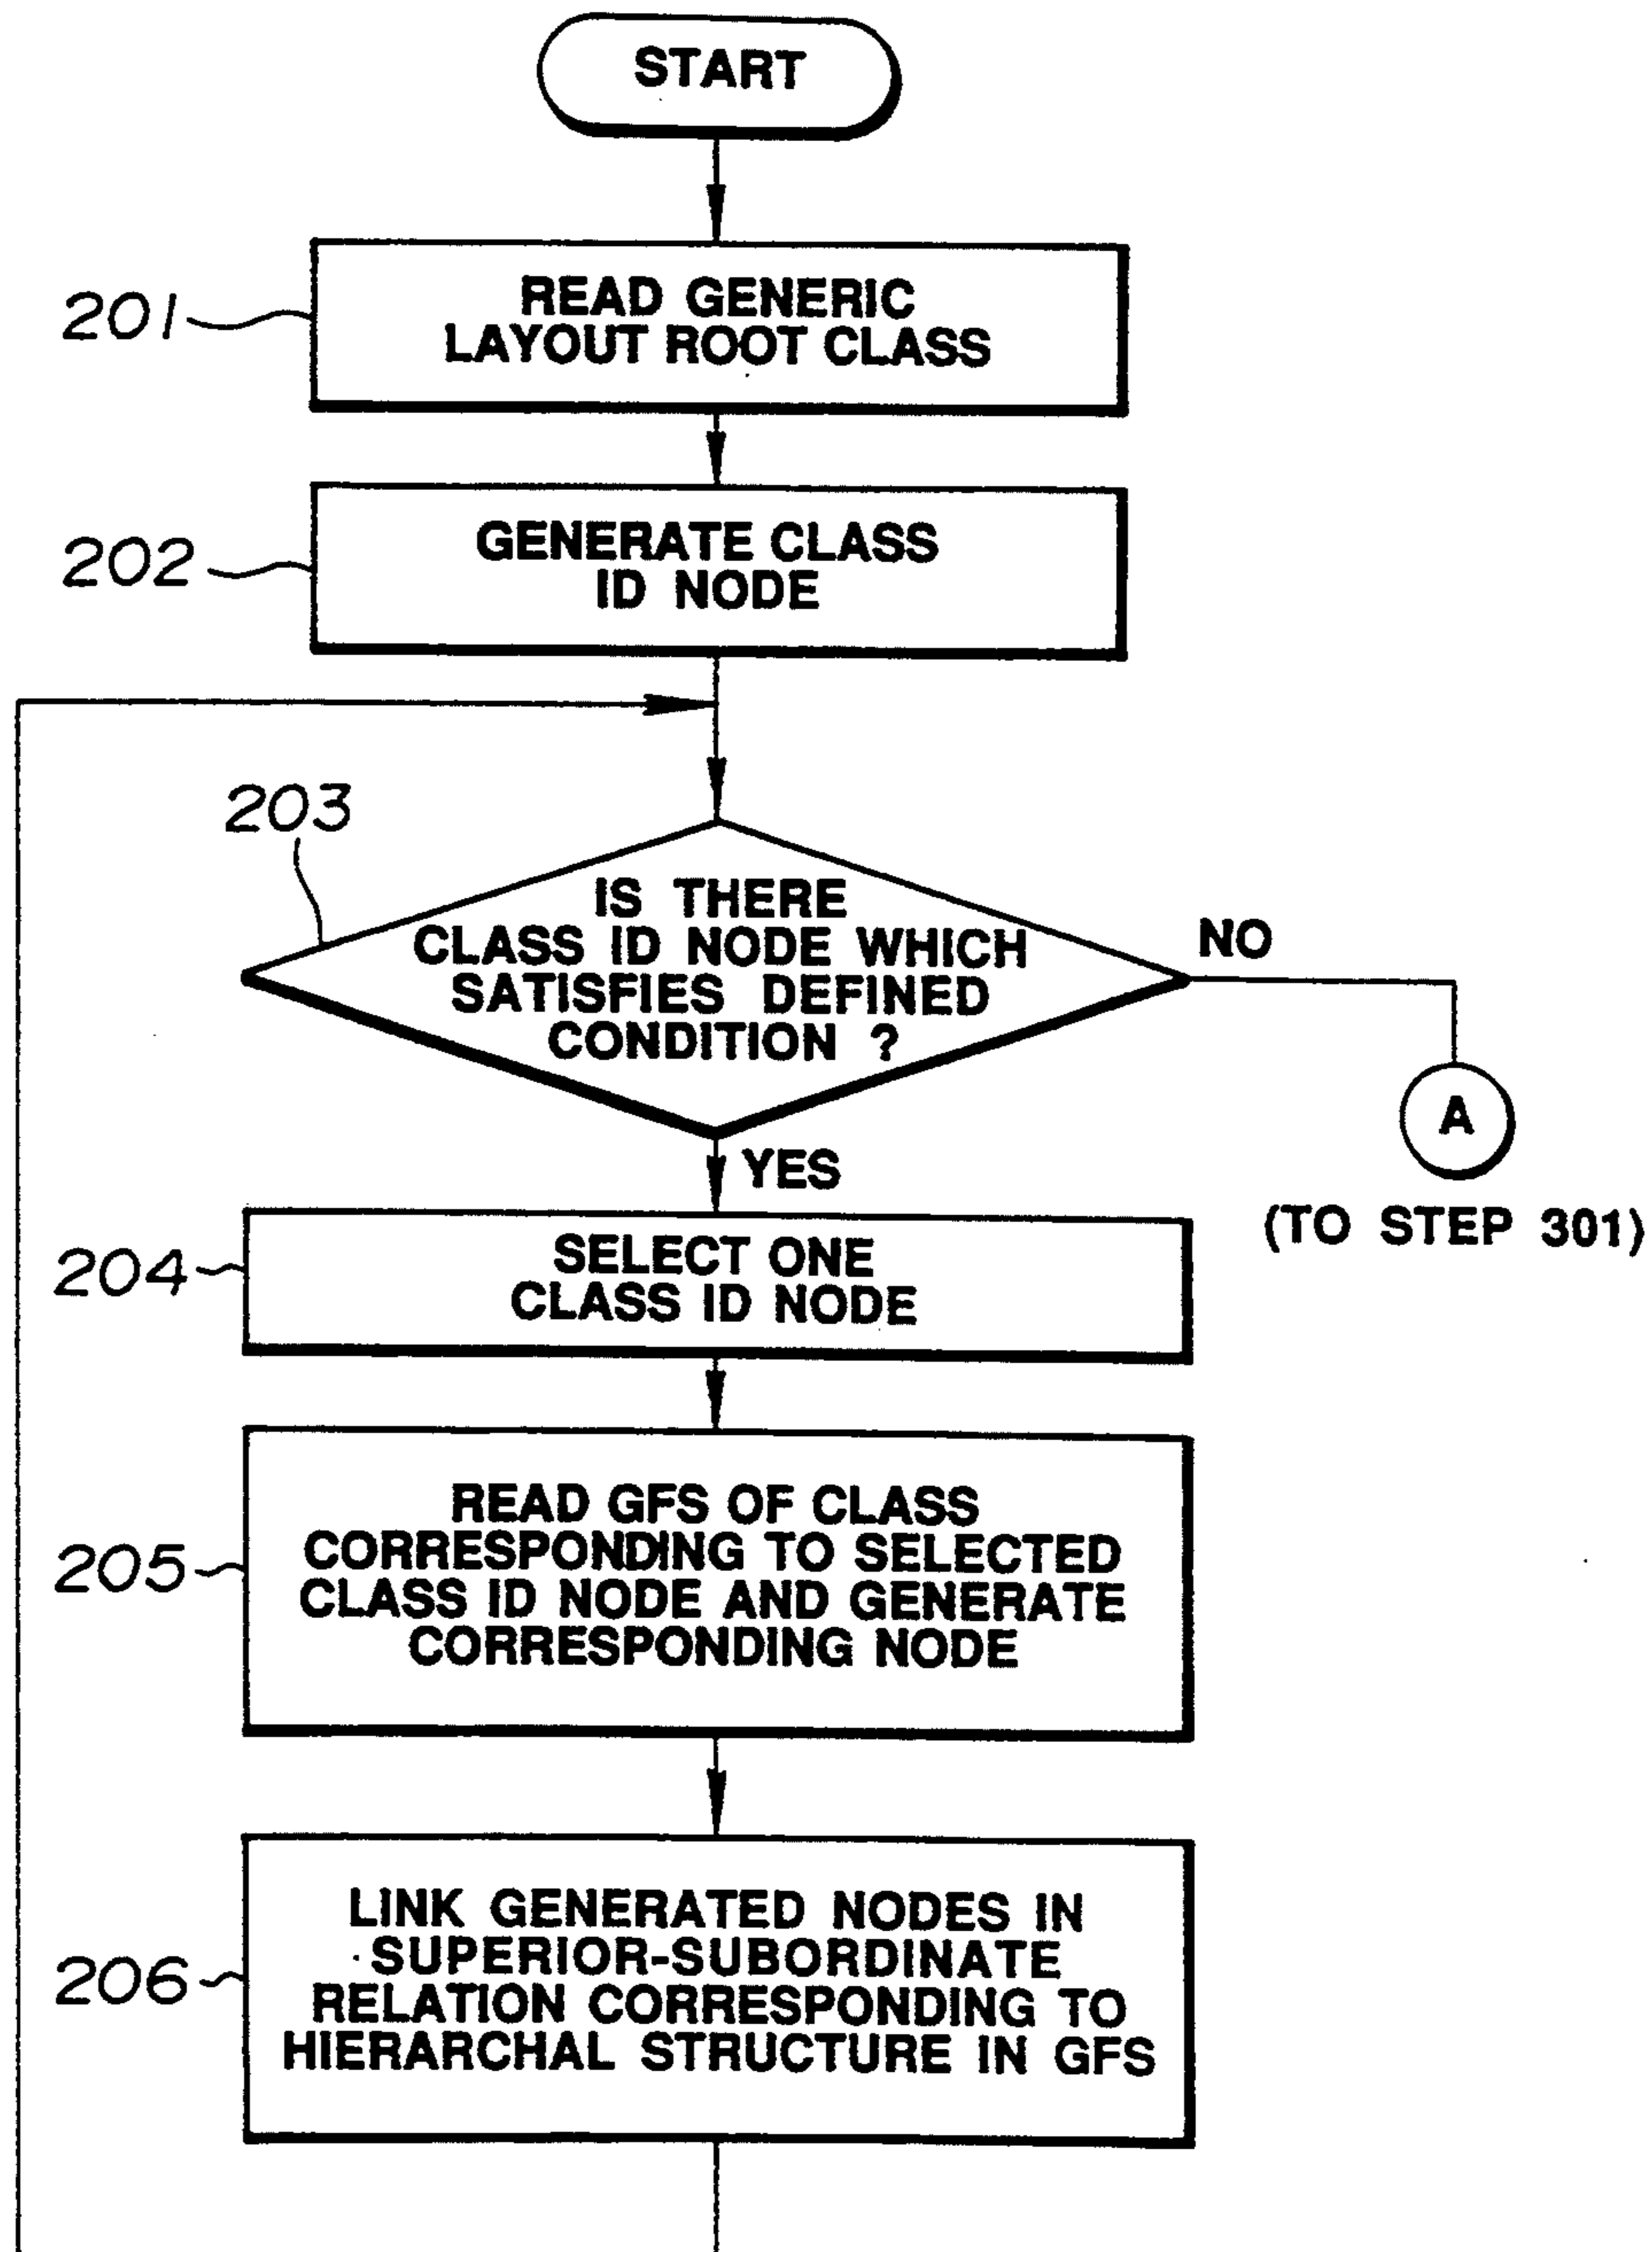 START
201
READ GENERIC
LAYOUT ROOT CLASS
202
GENERATE CLASS
ID NODE
203
IS THERE
CLASS ID NODE WHICH
SATISFIES DEFINED
CONDITION ?
NO
A
(TO STEP 301)
YES
204
SELECT ONE
CLASS ID NODE
205
READ GFS OF CLASS
CORRESPONDING TO SELECTED
CLASS ID NODE AND GENERATE
CORRESPONDING NODE
206
LINK GENERATED NODES IN
SUPERIOR-SUBORDINATE
RELATION CORRESPONDING TO
HIERARCHAL STRUCTURE IN GFS